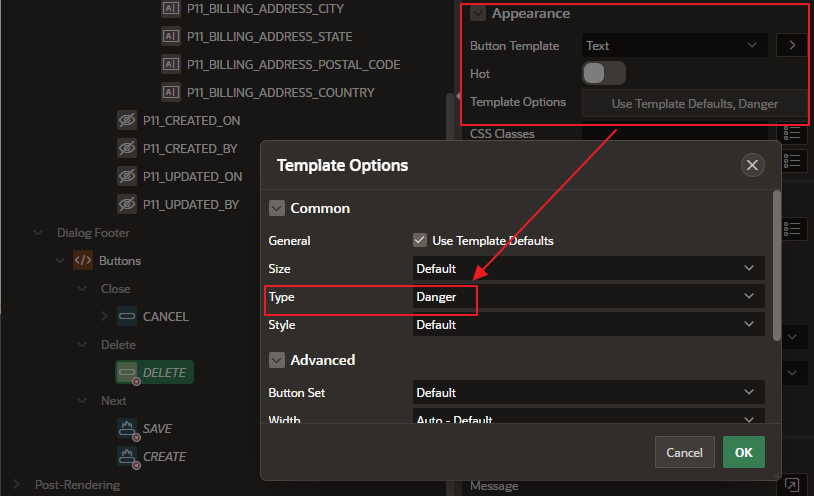 P11_BILLING_ADDRESS_CITY
P11_BILLING_ADDRESS_STATE
P11_BILLING_ADDRESS_POSTAL_CODE
P11_BILLING_ADDRESS_COUNTRY
P11_CREATED_ON
P11_CREATED_BY
P11_UPDATED_ON
P11_UPDATED_BY
Dialog Footer
Buttons
Close
CANCEL
Delete
DELETE
Next
SAVE
CREATE
Post-Rendering
Appearance
Button Template Text
Hot
Template Options Use Template Defaults, Danger
CSS Classes
Template Options
Common
General Use Template Defaults
Size Default
Type Danger
Style Default
Advanced
Button Set Default
Width Auto - Default
Cancel OK
Message